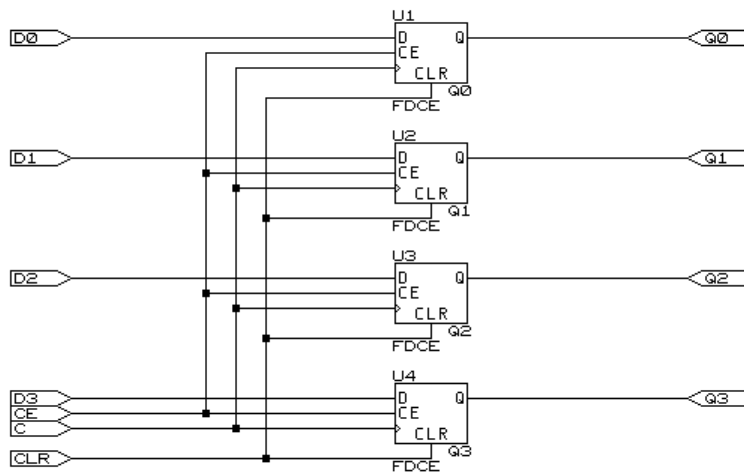 U1
D0 D Q Q0
CE
CLR
Q0
FDCE
U2
D1 D Q Q1
CE
CLR
Q1
FDCE
U3
D2 D Q Q2
CE
CLR
Q2
FDCE
U4
D3 D Q Q3
CE CE
C
CLR
Q3
CLR
FDCE